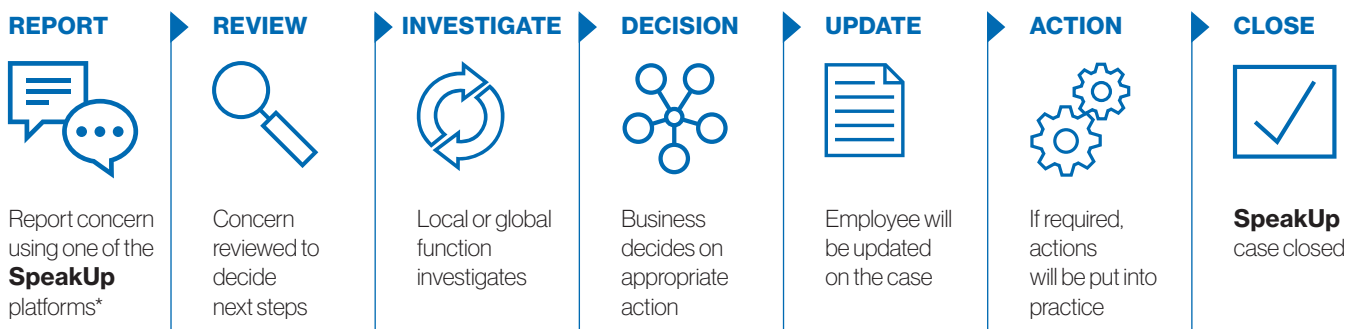 REPORT
Report concern
using one of the
SpeakUp
platforms*
REVIEW
Concern
reviewed to
decide
next steps
INVESTIGATE
Local or global
function
investigates
DECISION
Business
decides on
appropriate
action
UPDATE
Employee will
be updated
on the case
ACTION
If required,
actions
will be put into
practice
CLOSE
SpeakUp
case closed